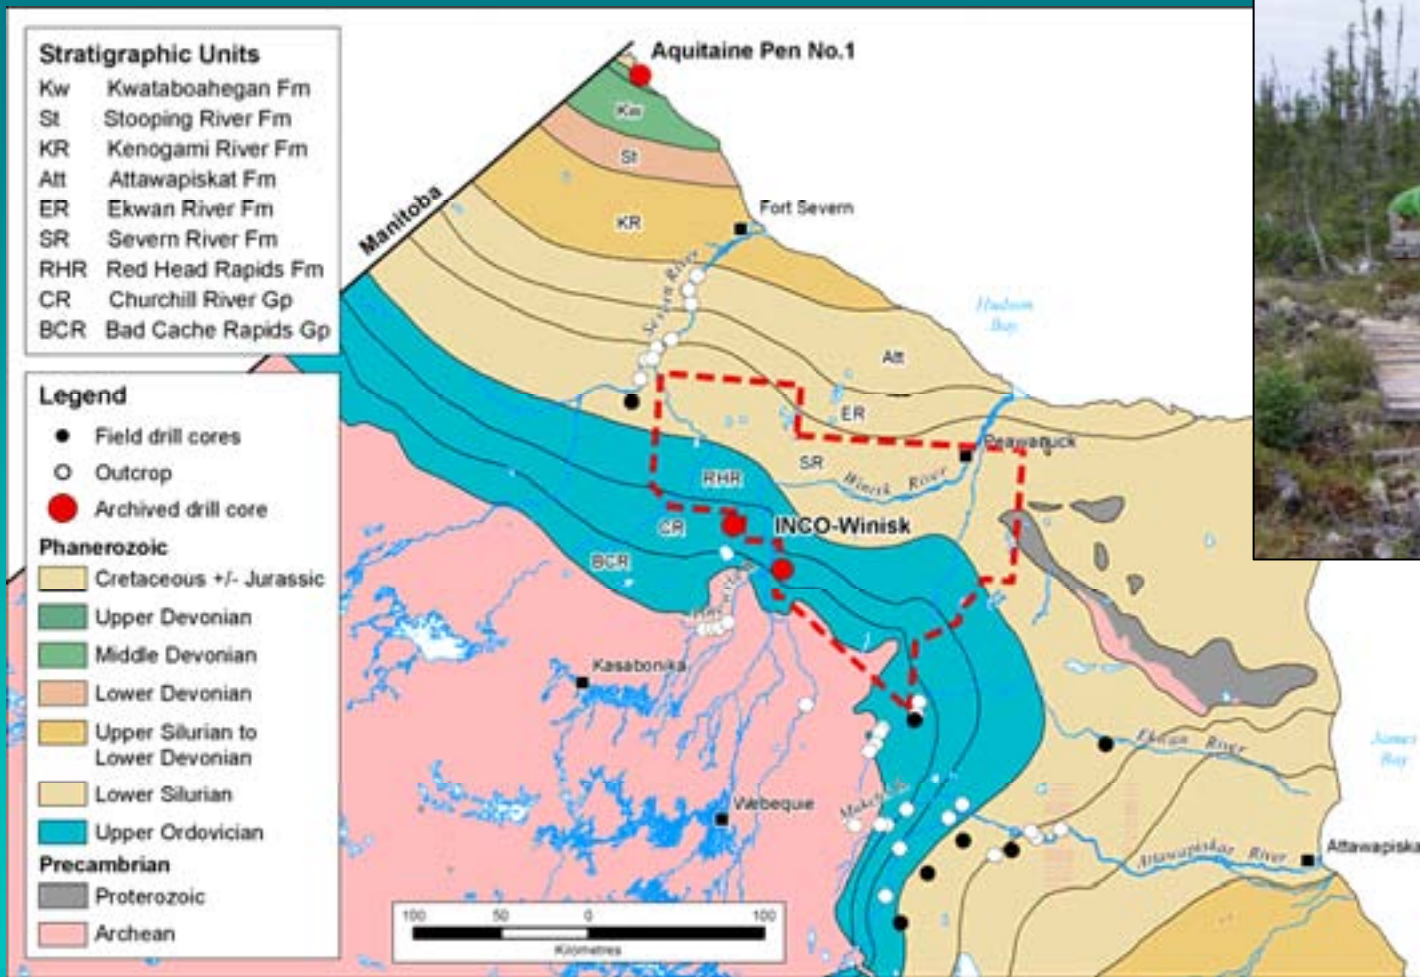 Stratigraphic Units
Kw Kwataboahegan Fm
St Stooping River Fm
KR Kenogami River Fm
Att Attawapiskat Fm
ER Ekwan River Fm
SR Severn River Fm
RHR Red Head Rapids Fm
CR Churchill River Gp
BCR Bad Cache Rapids Gp
Legend
Field drill cores
Outcrop
Archived drill core
Phanerozoic
Cretaceous +/- Jurassic
Upper Devonian
Middle Devonian
Lower Devonian
Upper Silurian to
Lower Devonian
Lower Silurian
Upper Ordovician
Precambrian
Proterozoic
Archean
Aquitaine Pen No.1
Kw
St
Manitoba
KR
Fort Severn
Severn River
Hudson
Bay
Att
ER
Peawanuck
SR
Winisk River
RHR
CR
INCO-Winisk
BCR
Kasabonika
Ekwan River
James
Bay
Webequie
Attawapiskat River
Attawapiska
100 50 0 100
Kilometres